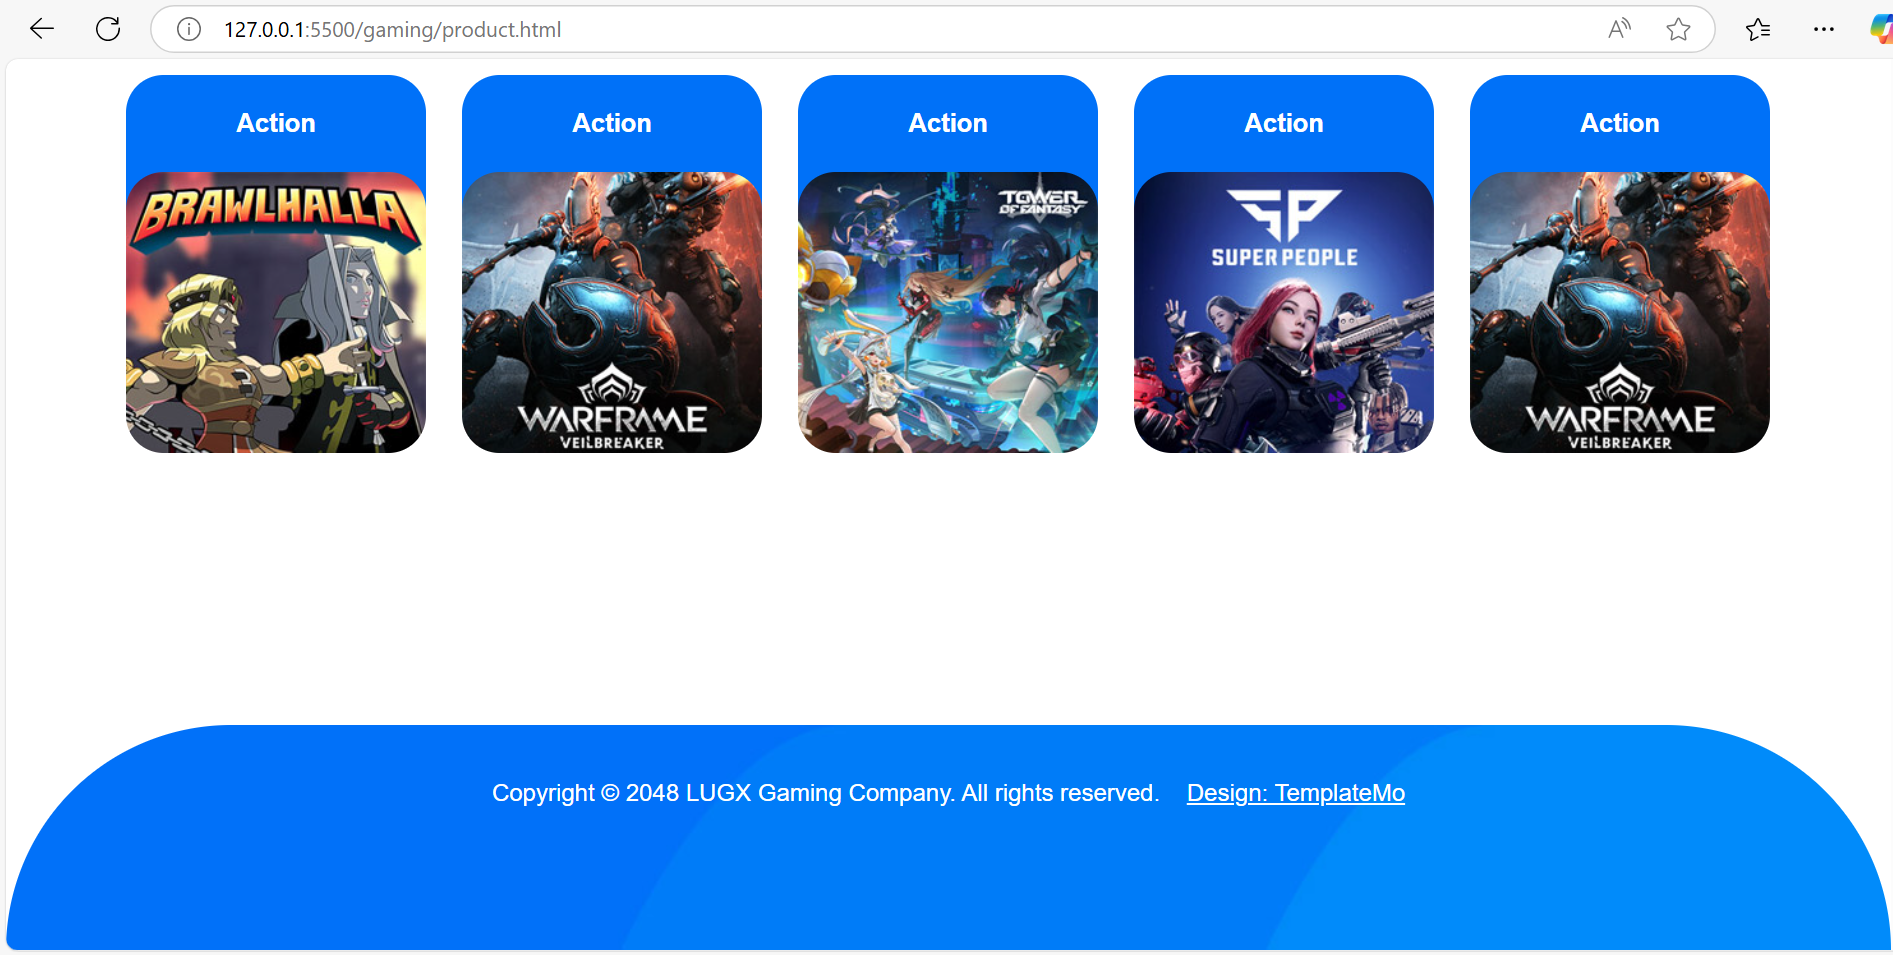 127.0.0.1:5500/gaming/product.html
Action
Action
Action
Action
Action
BRAWLHALLA
WARFRAME
VEILBREAKER
TOWER
OF FANTASY
SP
SUPER PEOPLE
WARFRAME
VEILBREAKER
Copyright © 2048 LUGX Gaming Company. All rights reserved. Design: TemplateMo